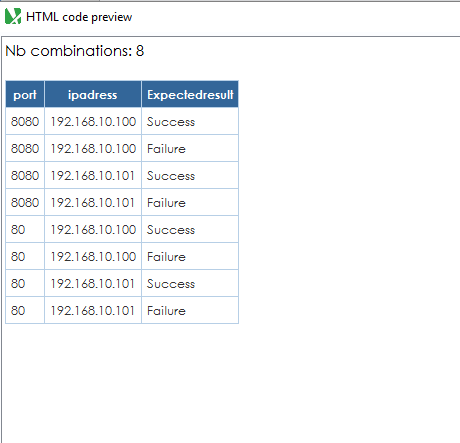 HTML code preview
Nb combinations: 8
port ipadress Expectedresult
8080 192.168.10.100 Success
8080 192.168.10.100 Failure
8080 192.168.10.101 Success
8080 192.168.10.101 Failure
80 192.168.10.100 Success
80 192.168.10.100 Failure
80 192.168.10.101 Success
80 192.168.10.101 Failure